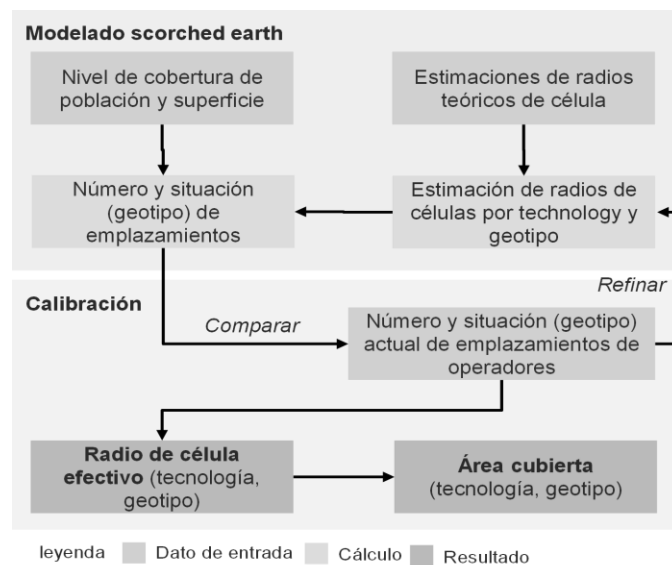 Modelado scorched earth
Nivel de cobertura de
población y superficie
Estimaciones de radios
teóricos de célula
Número y situación
(geotipo) de
emplazamientos
Estimación de radios de
células por technology y
geotipo
Refinar
Calibración
Comparar
Número y situación (geotipo)
actual de emplazamientos de
operadores
Radio de célula
efectivo (tecnología,
geotipo)
Área cubierta
(tecnología, geotipo)
leyenda Dato de entrada Cálculo Resultado